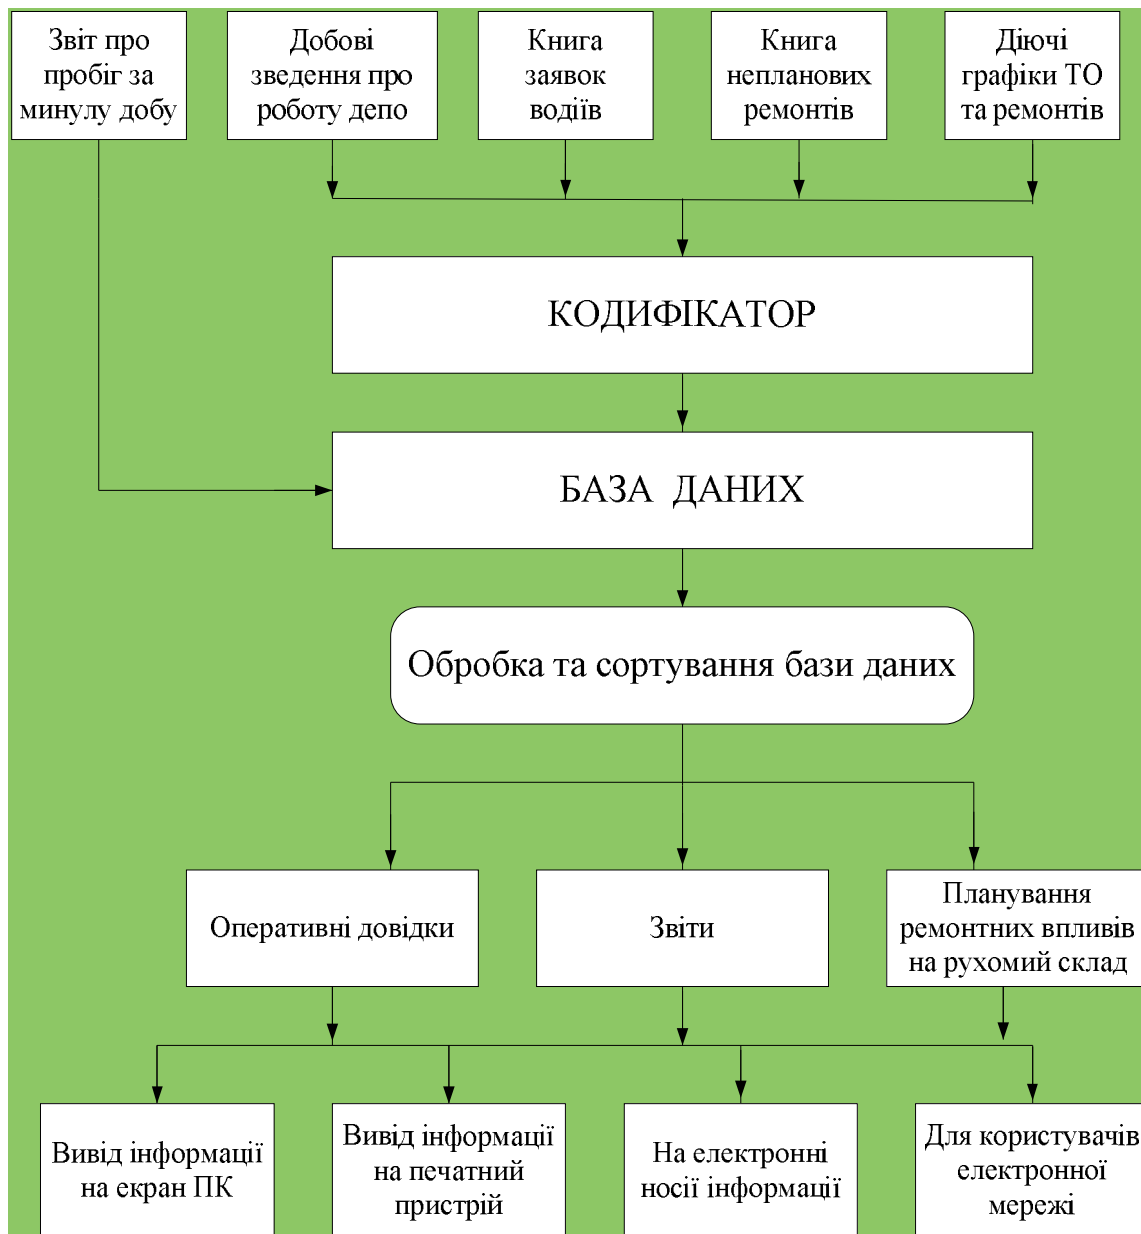 Звіт про
пробіг за
минулу добу
Добові
зведення про
роботу депо
Книга
заявок
водіїв
Книга
непланових
ремонтів
Діючі
графіки ТО
та ремонтів
КОДИФІКАТОР
БАЗА ДАНИХ
Обробка та сортування бази даних
Оперативні довідки
Звіти
Планування
ремонтних впливів
на рухомий склад
Вивід інформації
на екран ПК
Вивід інформації
на печатний
пристрій
На електронні
носії інформації
Для користувачів
електронної
мережі